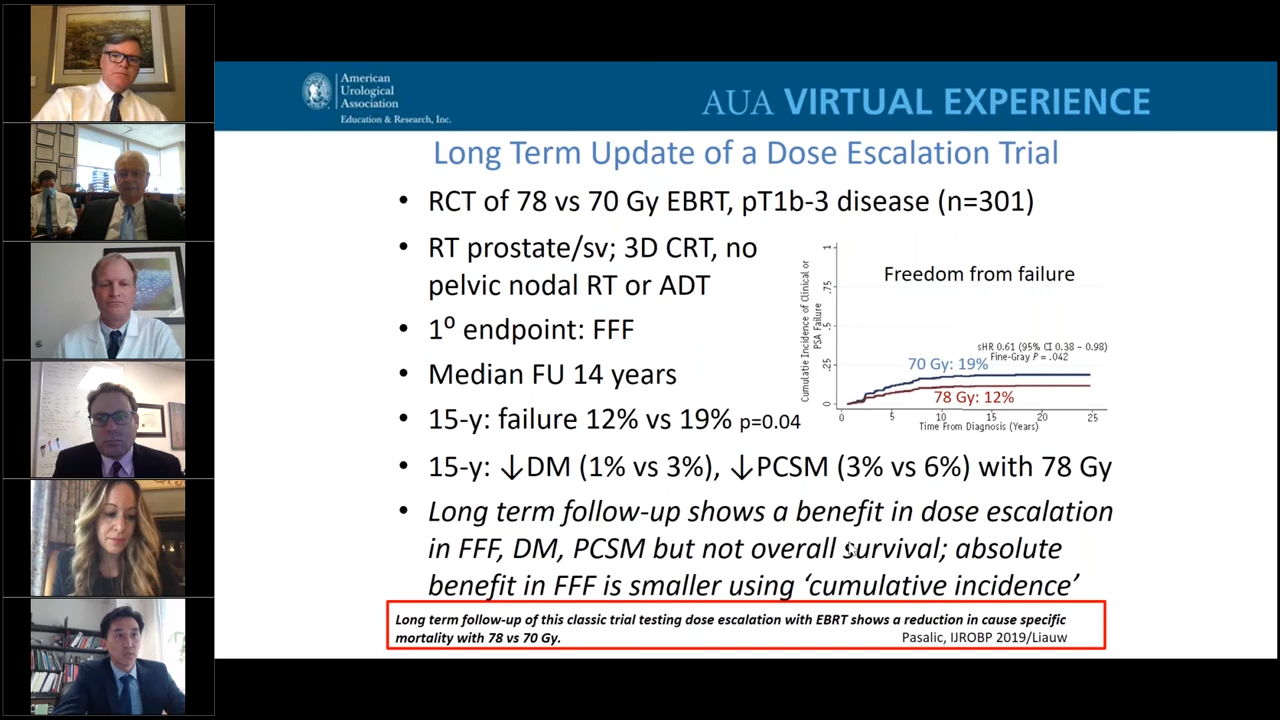 American
Urological
Association
Education & Research, Inc.
AUA VIRTUAL EXPERIENCE
Long Term Update of a Dose Escalation Trial
• RCT of 78 vs 70 Gy EBRT, pT1b-3 disease (n=301)
• RT prostate/sv; 3D CRT, no
pelvic nodal RT or ADT
• 1⁰ endpoint: FFF
• Median FU 14 years
• 15-y: failure 12% vs 19% p=0.04
• 15-y: ↓DM (1% vs 3%), ↓PCSM (3% vs 6%) with 78 Gy
• Long term follow-up shows a benefit in dose escalation
in FFF, DM, PCSM but not overall survival; absolute
benefit in FFF is smaller using ‘cumulative incidence’
Cumulatie Incidence of Clinical or
PSA Failure
1
.75
.5
.25
0
Freedom from failure
sHR 0.61 (95% CI 0.38 – 0.98)
Fine-Gray P = .042
70 Gy: 19%
78 Gy: 12%
0 5 10 15 20 25
Time From Diagnosis (Years)
Long term follow-up of this classic trial testing dose escalation with EBRT shows a reduction in cause specific
mortality with 78 vs 70 Gy.
Pasalic, IJROBP 2019/Liauw